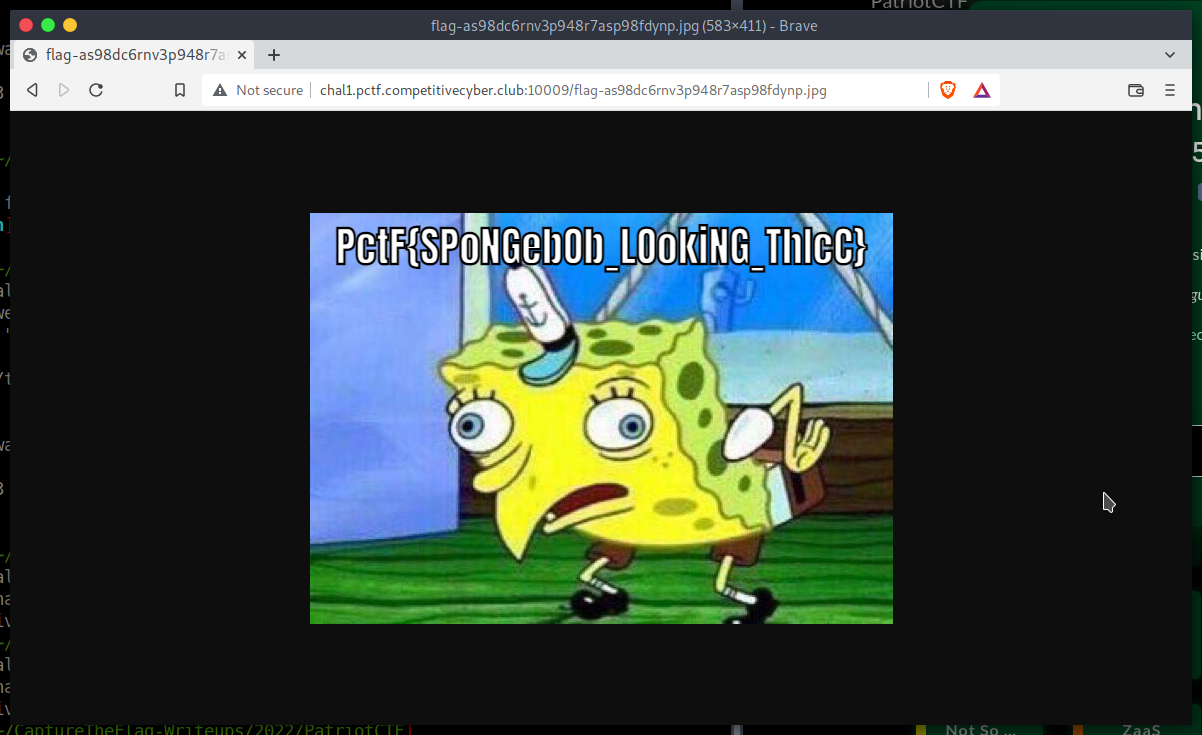 PatriotCTF
flag-as98dc6rnv3p948r7asp98fdynp.jpg (583×411) - Brave
flag-as98dc6rnv3p948r7a
Not secure
chal1.pctf.competitivecyber.club:10009/flag-as98dc6rnv3p948r7asp98fdynp.jpg
PctF{SPoNGebOb_LOokiNG_ThIcC}
~/CaptureTheFlag-Writeups/2022/PatriotCTF]
Not So ...
ZaaS